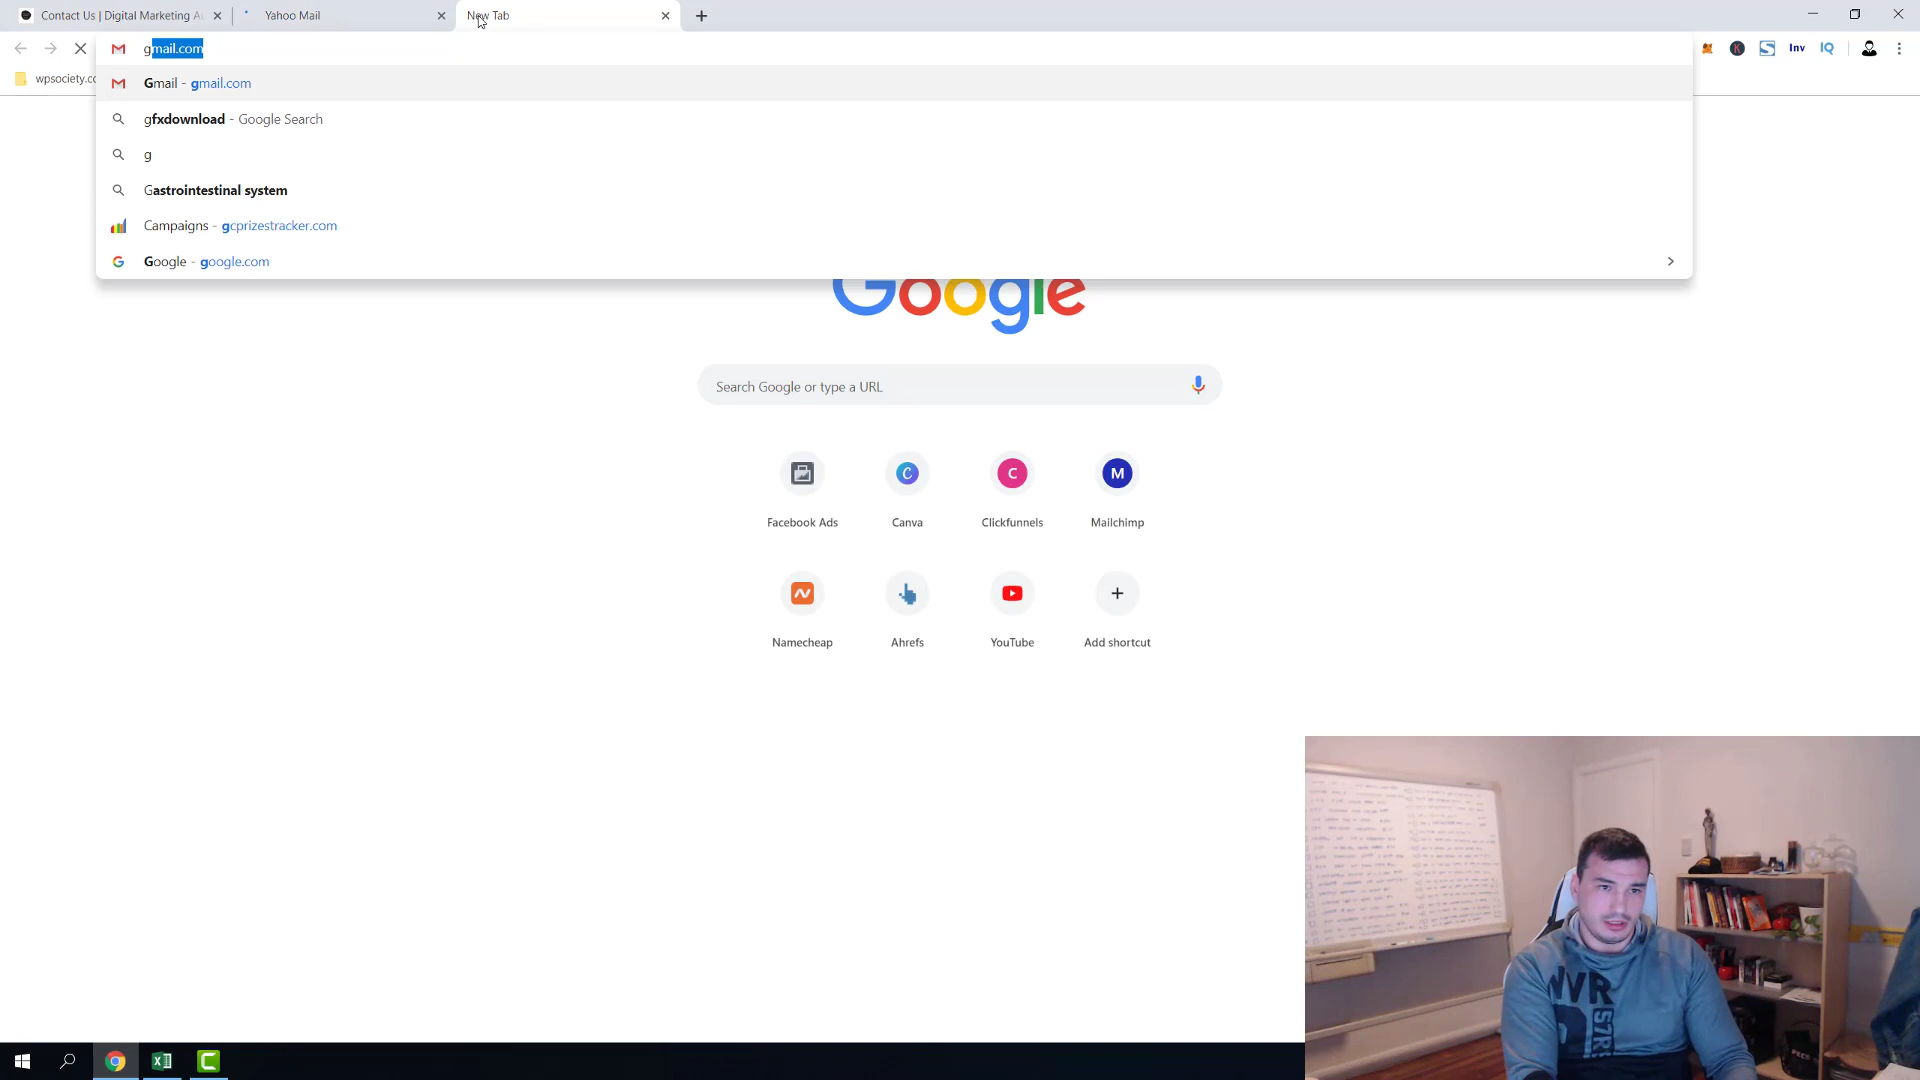 Contact Us | Digital Marketing A
Yahoo Mail
New Tab
gmail.com
Inv
IQ
wpsociety.co
Gmail - gmail.com
gfxdownload - Google Search
g
Gastrointestinal system
Campaigns - gcprizestracker.com
Google - google.com
Google
Search Google or type a URL
C
M
Facebook Ads
Canva
Clickfunnels
Mailchimp
Namecheap
Ahrefs
YouTube
Add shortcut